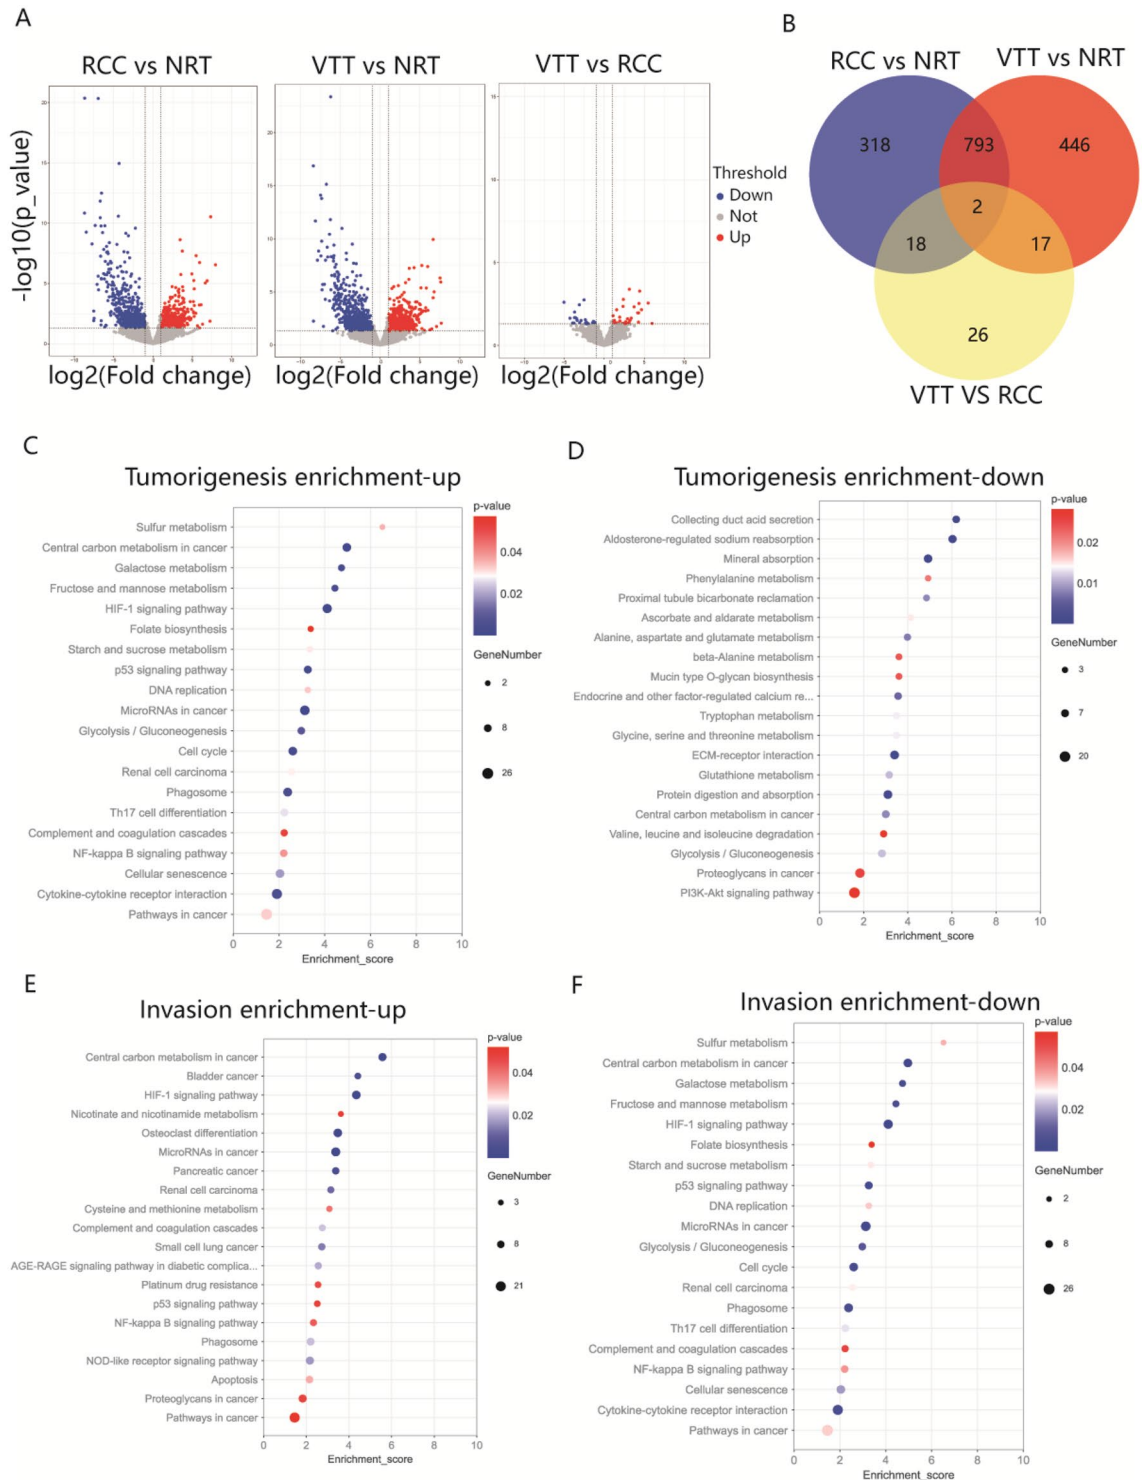 A
B
RCC vs NRT
VTT vs NRT
VTT vs RCC
-log10(p_value)
log2(Fold change)
log2(Fold change)
log2(Fold change)
Threshold
Down
Not
Up
RCC vs NRT
VTT vs NRT
318
793
446
2
18
17
26
VTT VS RCC
C
Tumorigenesis enrichment-up
Sulfur metabolism
Central carbon metabolism in cancer
Galactose metabolism
Fructose and mannose metabolism
HIF-1 signaling pathway
Folate biosynthesis
Starch and sucrose metabolism
p53 signaling pathway
DNA replication
MicroRNAs in cancer
Glycolysis / Gluconeogenesis
Cell cycle
Renal cell carcinoma
Phagosome
Th17 cell differentiation
Complement and coagulation cascades
NF-kappa B signaling pathway
Cellular senescence
Cytokine-cytokine receptor interaction
Pathways in cancer
0 2 4 6 8 10
Enrichment_score
p-value
0.04
0.02
GeneNumber
2
8
26
D
Tumorigenesis enrichment-down
Collecting duct acid secretion
Aldosterone-regulated sodium reabsorption
Mineral absorption
Phenylalanine metabolism
Proximal tubule bicarbonate reclamation
Ascorbate and aldarate metabolism
Alanine, aspartate and glutamate metabolism
beta-Alanine metabolism
Mucin type O-glycan biosynthesis
Endocrine and other factor-regulated calcium re...
Tryptophan metabolism
Glycine, serine and threonine metabolism
ECM-receptor interaction
Glutathione metabolism
Protein digestion and absorption
Central carbon metabolism in cancer
Valine, leucine and isoleucine degradation
Glycolysis / Gluconeogenesis
Proteoglycans in cancer
PI3K-Akt signaling pathway
0 2 4 6 8 10
Enrichment_score
p-value
0.02
0.01
GeneNumber
3
7
20
E
Invasion enrichment-up
Central carbon metabolism in cancer
Bladder cancer
HIF-1 signaling pathway
Nicotinate and nicotinamide metabolism
Osteoclast differentiation
MicroRNAs in cancer
Pancreatic cancer
Renal cell carcinoma
Cysteine and methionine metabolism
Complement and coagulation cascades
Small cell lung cancer
AGE-RAGE signaling pathway in diabetic complica...
Platinum drug resistance
p53 signaling pathway
NF-kappa B signaling pathway
Phagosome
NOD-like receptor signaling pathway
Apoptosis
Proteoglycans in cancer
Pathways in cancer
0 2 4 6 8 10
Enrichment_score
p-value
0.04
0.02
GeneNumber
3
8
21
F
Invasion enrichment-down
Sulfur metabolism
Central carbon metabolism in cancer
Galactose metabolism
Fructose and mannose metabolism
HIF-1 signaling pathway
Folate biosynthesis
Starch and sucrose metabolism
p53 signaling pathway
DNA replication
MicroRNAs in cancer
Glycolysis / Gluconeogenesis
Cell cycle
Renal cell carcinoma
Phagosome
Th17 cell differentiation
Complement and coagulation cascades
NF-kappa B signaling pathway
Cellular senescence
Cytokine-cytokine receptor interaction
Pathways in cancer
0 2 4 6 8 10
Enrichment_score
p-value
0.04
0.02
GeneNumber
2
8
26